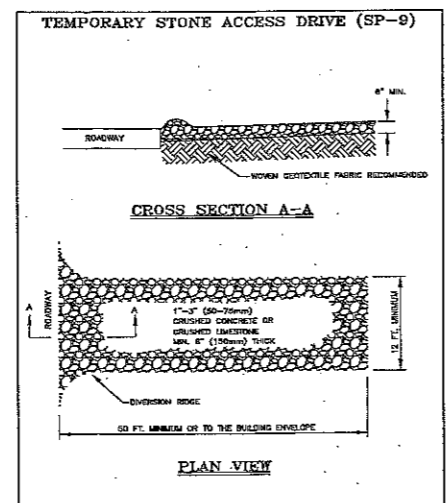 TEMPORARY STONE ACCESS DRIVE (SP-9)
6" MIN.
ROADWAY
WOVEN GEOTEXTILE FABRIC RECOMMENDED
CROSS SECTION A-A
A
ROADWAY
A
1"-3" (50-75mm)
CRUSHED CONCRETE OR
CRUSHED LIMESTONE
MIN. 6" (150mm) THICK
12 FT. MINIMUM
DIVERSION RIDGE
50 FT. MINIMUM OR TO THE BUILDING ENVELOPE
PLAN VIEW